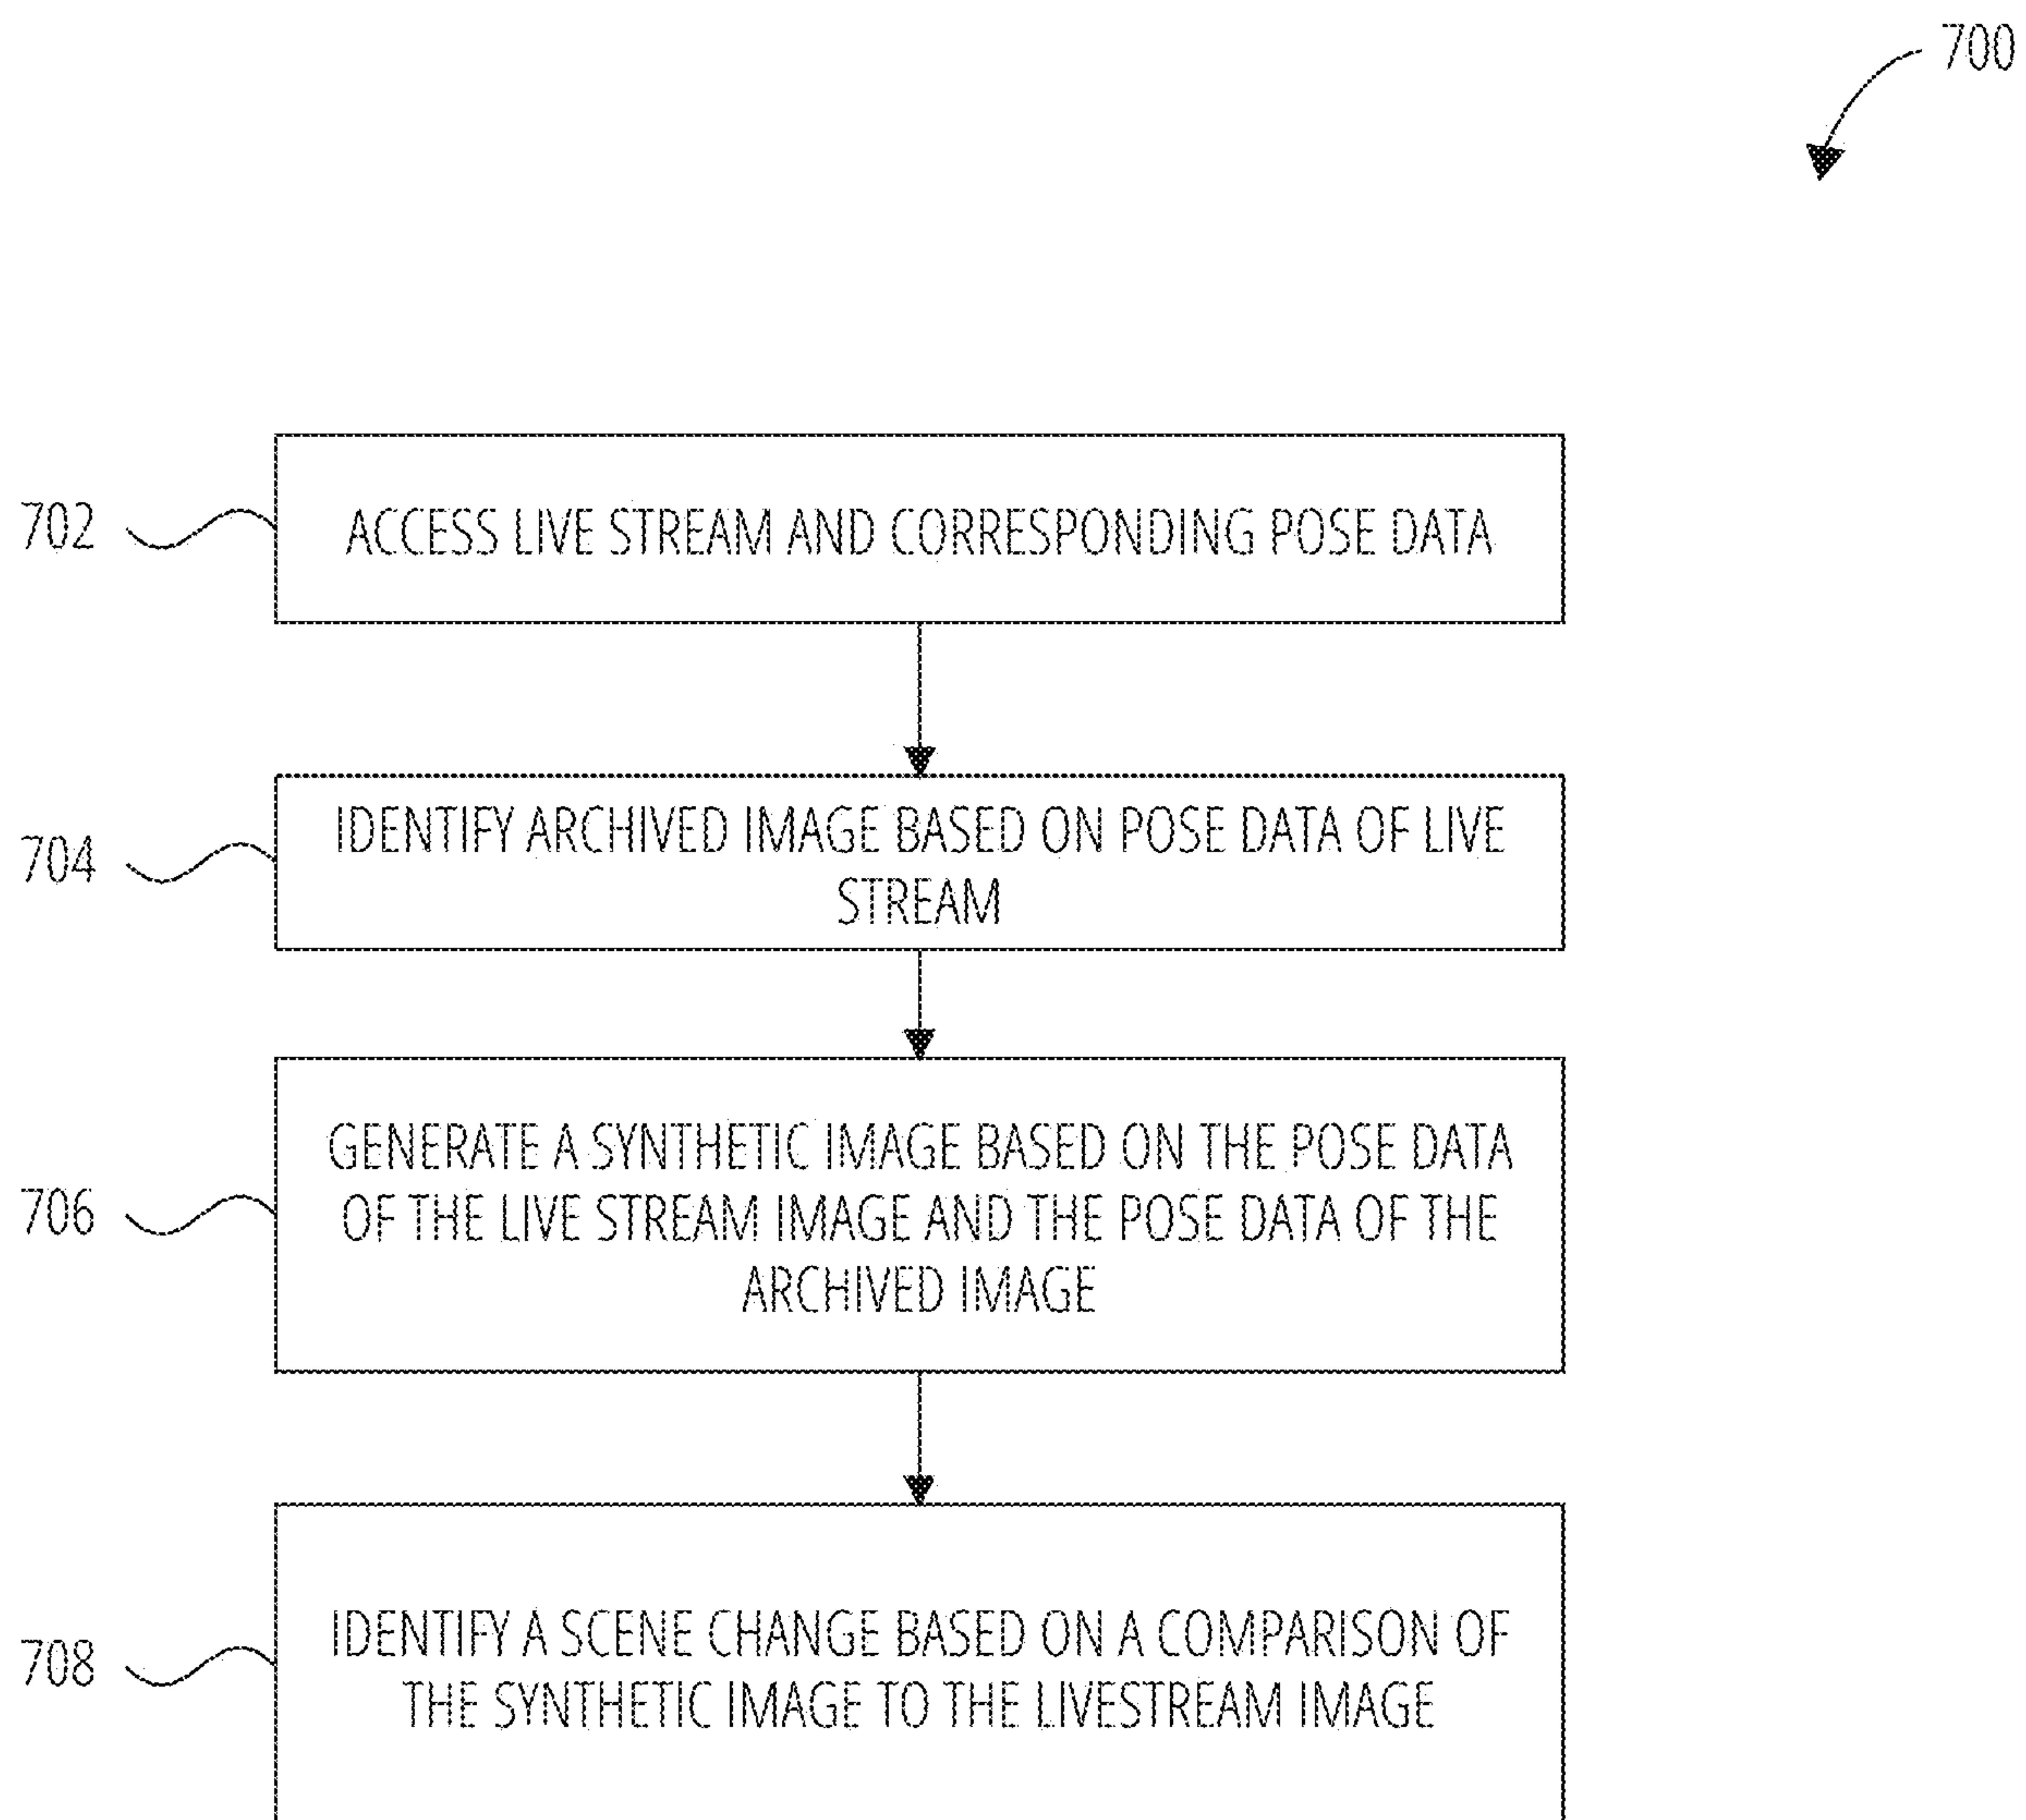 700
702
ACCESS LIVE STREAM AND CORRESPONDING POSE DATA
704
IDENTIFY ARCHIVED IMAGE BASED ON POSE DATA OF LIVE
STREAM
706
GENERATE A SYNTHETIC IMAGE BASED ON THE POSE DATA
OF THE LIVE STREAM IMAGE AND THE POSE DATA OF THE
ARCHIVED IMAGE
708
IDENTIFY A SCENE CHANGE BASED ON A COMPARISON OF
THE SYNTHETIC IMAGE TO THE LIVESTREAM IMAGE